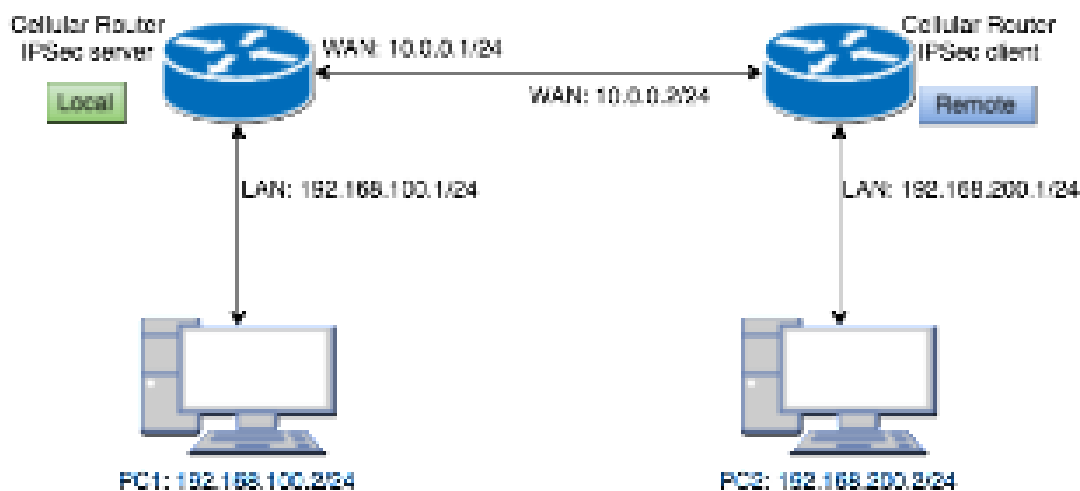 Cellular Router
IPSec server
Local
WAN: 10.0.0.1/24
WAN: 10.0.0.2/24
Cellular Router
IPSec client
Remote
LAN: 192.168.100.1/24
LAN: 192.168.200.1/24
PC1: 192.168.100.2/24
PC2: 192.168.200.2/24